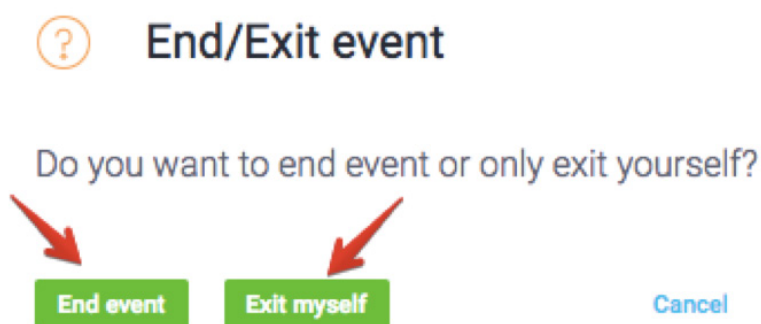 End/Exit event
Do you want to end event or only exit yourself?
End event Exit myself Cancel